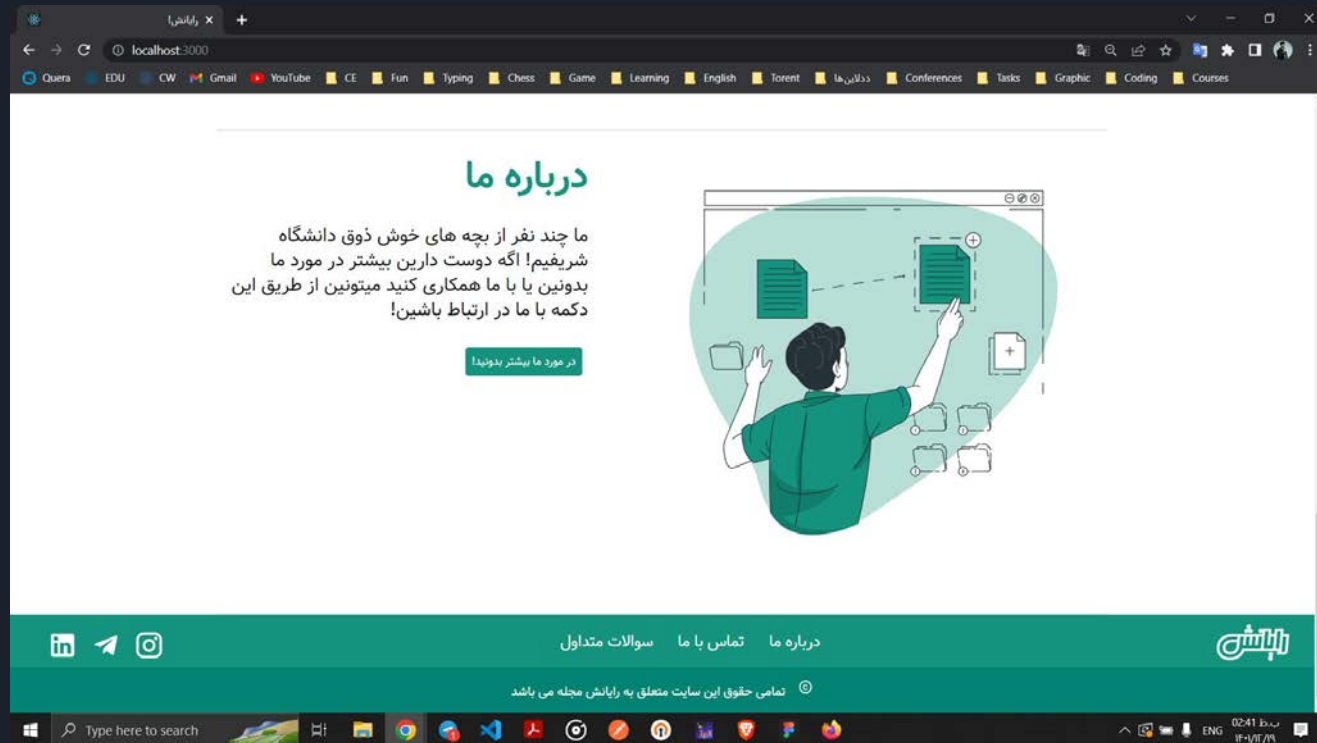 رایانش!
localhost:3000
Quera EDU CW Gmail YouTube CE Fun Typing Chess Game Learning English Torent ددلاین‌ها Conferences Tasks Graphic Coding Courses
درباره ما
ما چند نفر از بچه های خوش ذوق دانشگاه
شریفیم! اگه دوست دارین بیشتر در مورد ما
بدونین یا با ما همکاری کنید میتونین از طریق این
دکمه با ما در ارتباط باشین!
در مورد ما بیشتر بدونید!
رایانش
درباره ما تماس با ما سوالات متداول
in
© تمامی حقوق این سایت متعلق به رایانش مجله می باشد
Type here to search
ENG
02:41 ب.ظ
۱۴۰۱/۱۲/۱۹